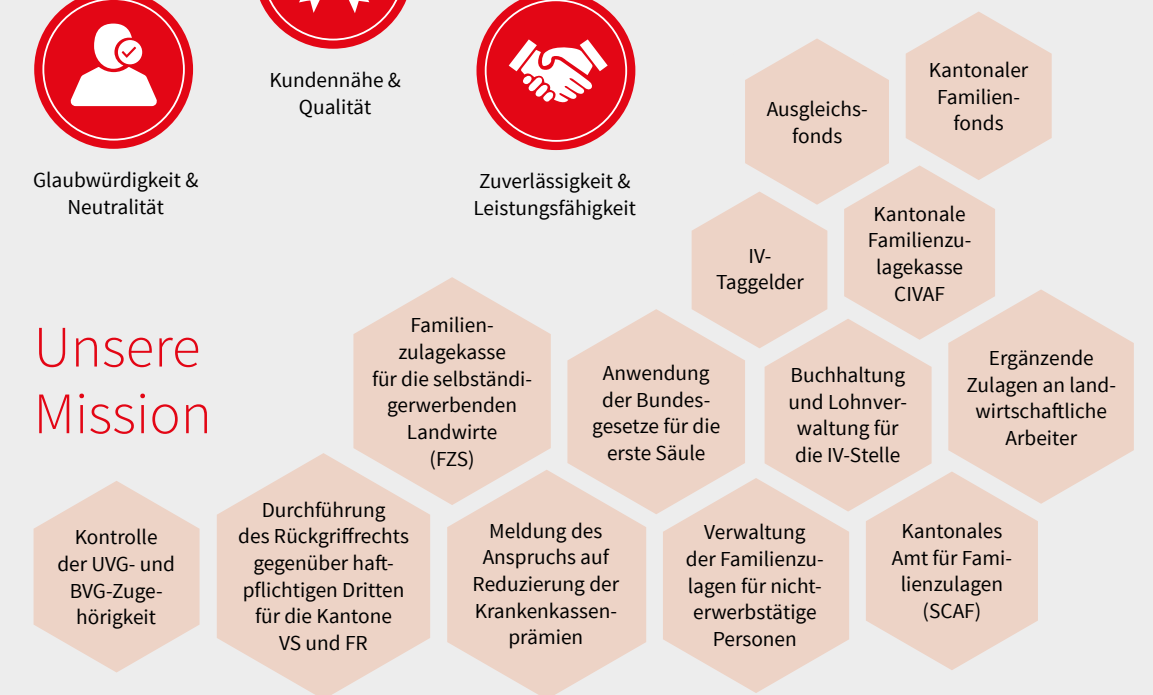 Kundennähe &
Qualität
Glaubwürdigkeit &
Neutralität
Zuverlässigkeit &
Leistungsfähigkeit
Unsere
Mission
Ausgleichs-
fonds
Kantonaler
Familien-
fonds
IV-
Taggelder
Kantonale
Familienzu-
lagekasse
CIVAF
Familien-
zulagekasse
für die selbständi-
gerwerbenden
Landwirte
(FZS)
Anwendung
der Bundes-
gesetze für die
erste Säule
Buchhaltung
und Lohnver-
waltung für
die IV-Stelle
Ergänzende
Zulagen an land-
wirtschaftliche
Arbeiter
Kontrolle
der UVG- und
BVG-Zuge-
hörigkeit
Durchführung
des Rückgriffrechts
gegenüber haft-
pflichtigen Dritten
für die Kantone
VS und FR
Meldung des
Anspruchs auf
Reduzierung der
Krankenkassen-
prämien
Verwaltung
der Familienzu-
lagen für nicht-
erwerbstätige
Personen
Kantonales
Amt für Fami-
lienzulagen
(SCAF)